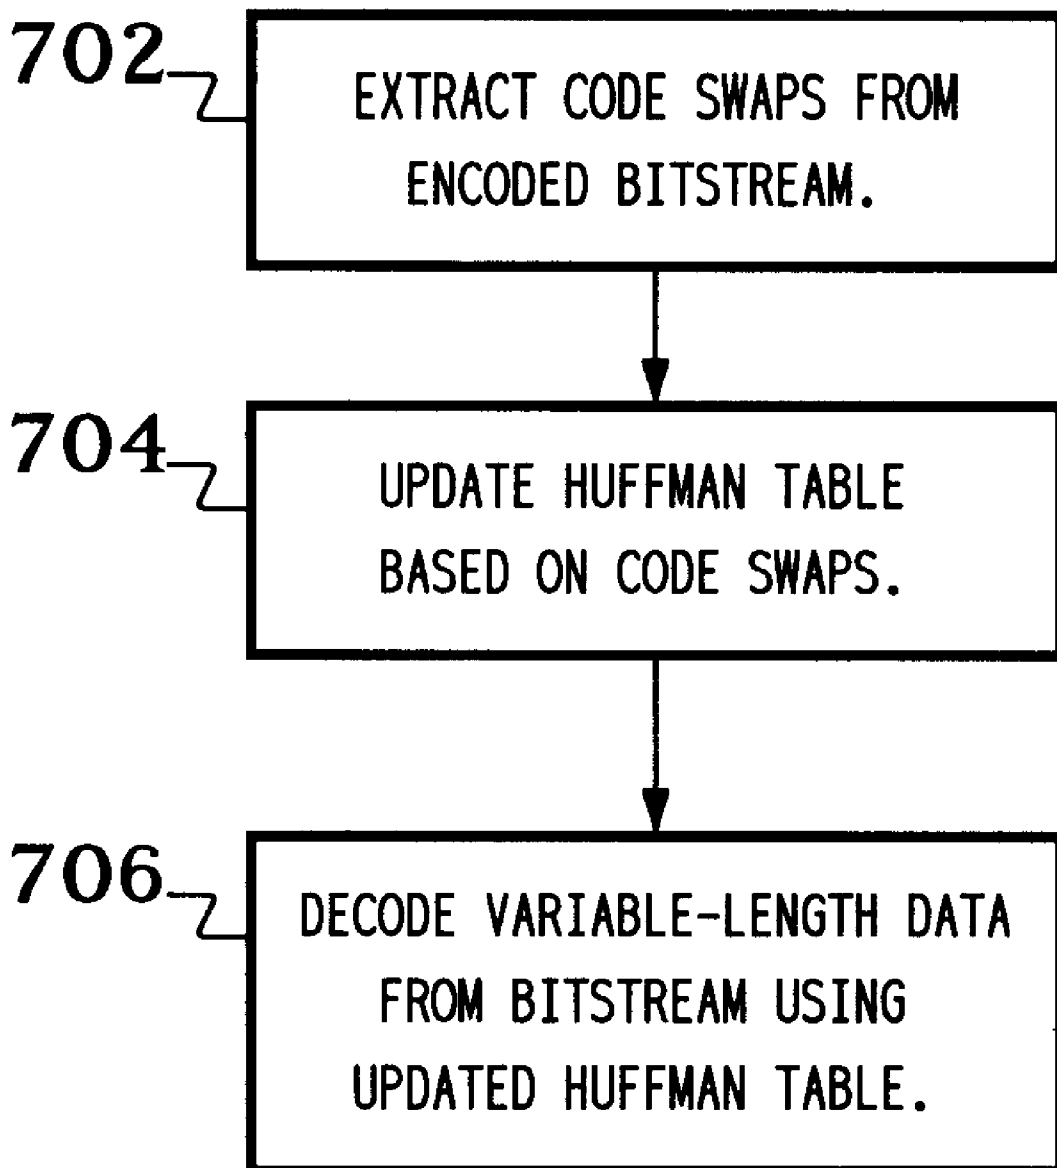 702
EXTRACT CODE SWAPS FROM
ENCODED BITSTREAM.
704
UPDATE HUFFMAN TABLE
BASED ON CODE SWAPS.
706
DECODE VARIABLE-LENGTH DATA
FROM BITSTREAM USING
UPDATED HUFFMAN TABLE.